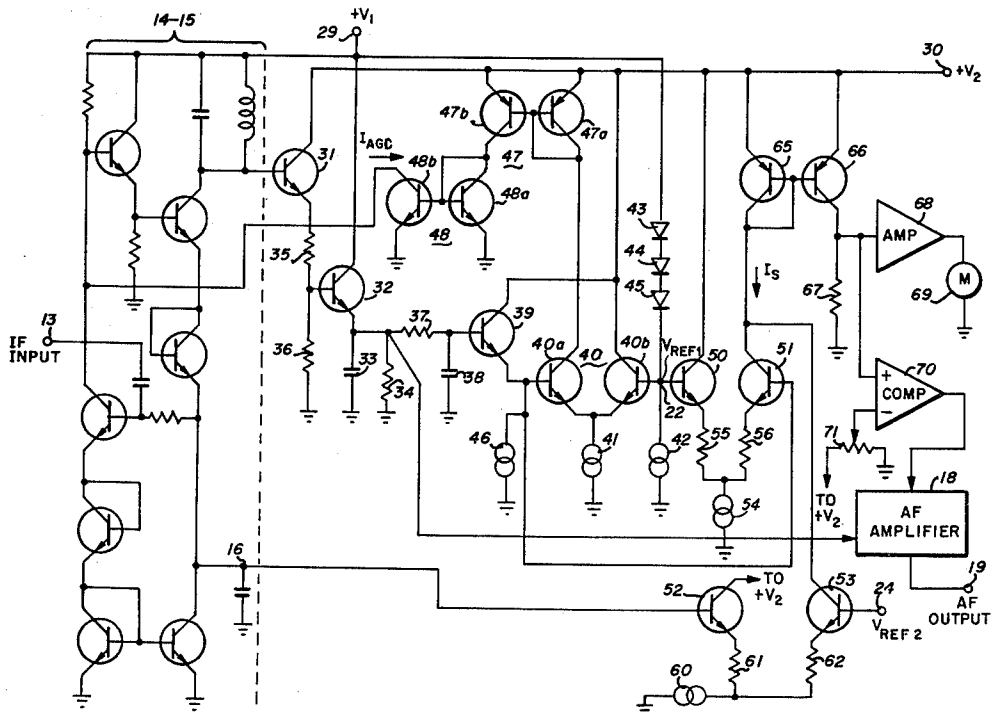 14-15
+V1
29
30
+V2
47b
47a
47
31
IAGC
48b
48a
48
65
66
68
AMP
M
69
67
IS
43
44
45
35
32
13
IF INPUT
37
39
40a
40
40b
VREF1
22
50
51
+
COMP
-
70
36
33
34
38
46
41
42
55
56
54
71
TO +V2
18
AF AMPLIFIER
16
19
AF OUTPUT
52
TO +V2
53
24
VREF 2
61
62
60